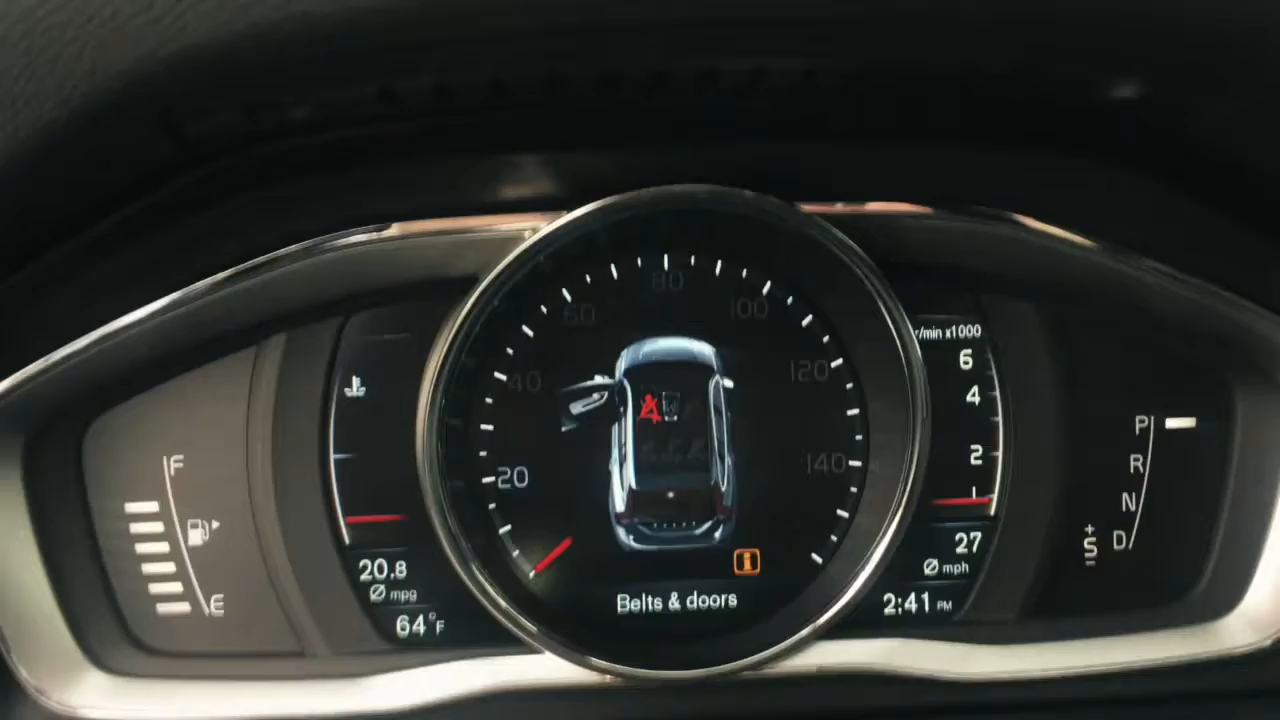 F
E
20.8
Ø mpg
64°F
20
40
60
80
100
120
140
i
Belts & doors
r/min x1000
6
4
2
27
Ø mph
2:41 PM
P
R
N
D
+
S
−